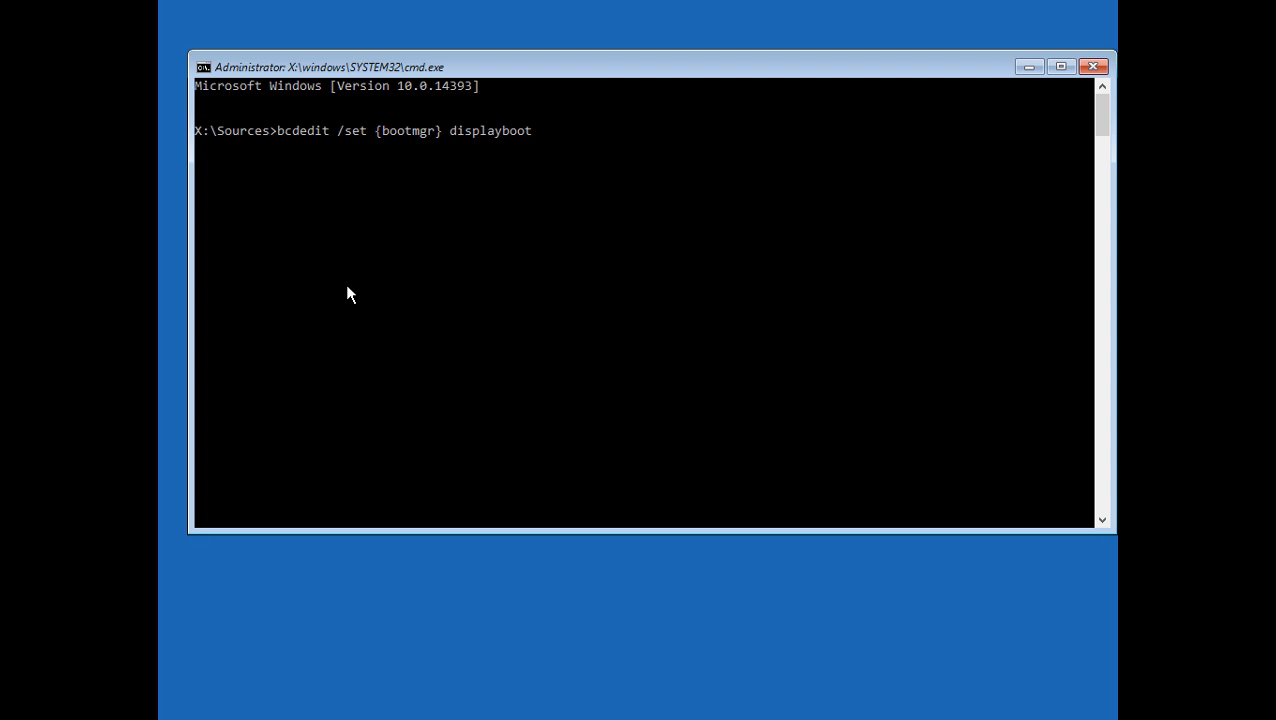 Administrator: X:\windows\SYSTEM32\cmd.exe
Microsoft Windows [Version 10.0.14393]
X:\Sources>bcdedit /set {bootmgr} displayboot